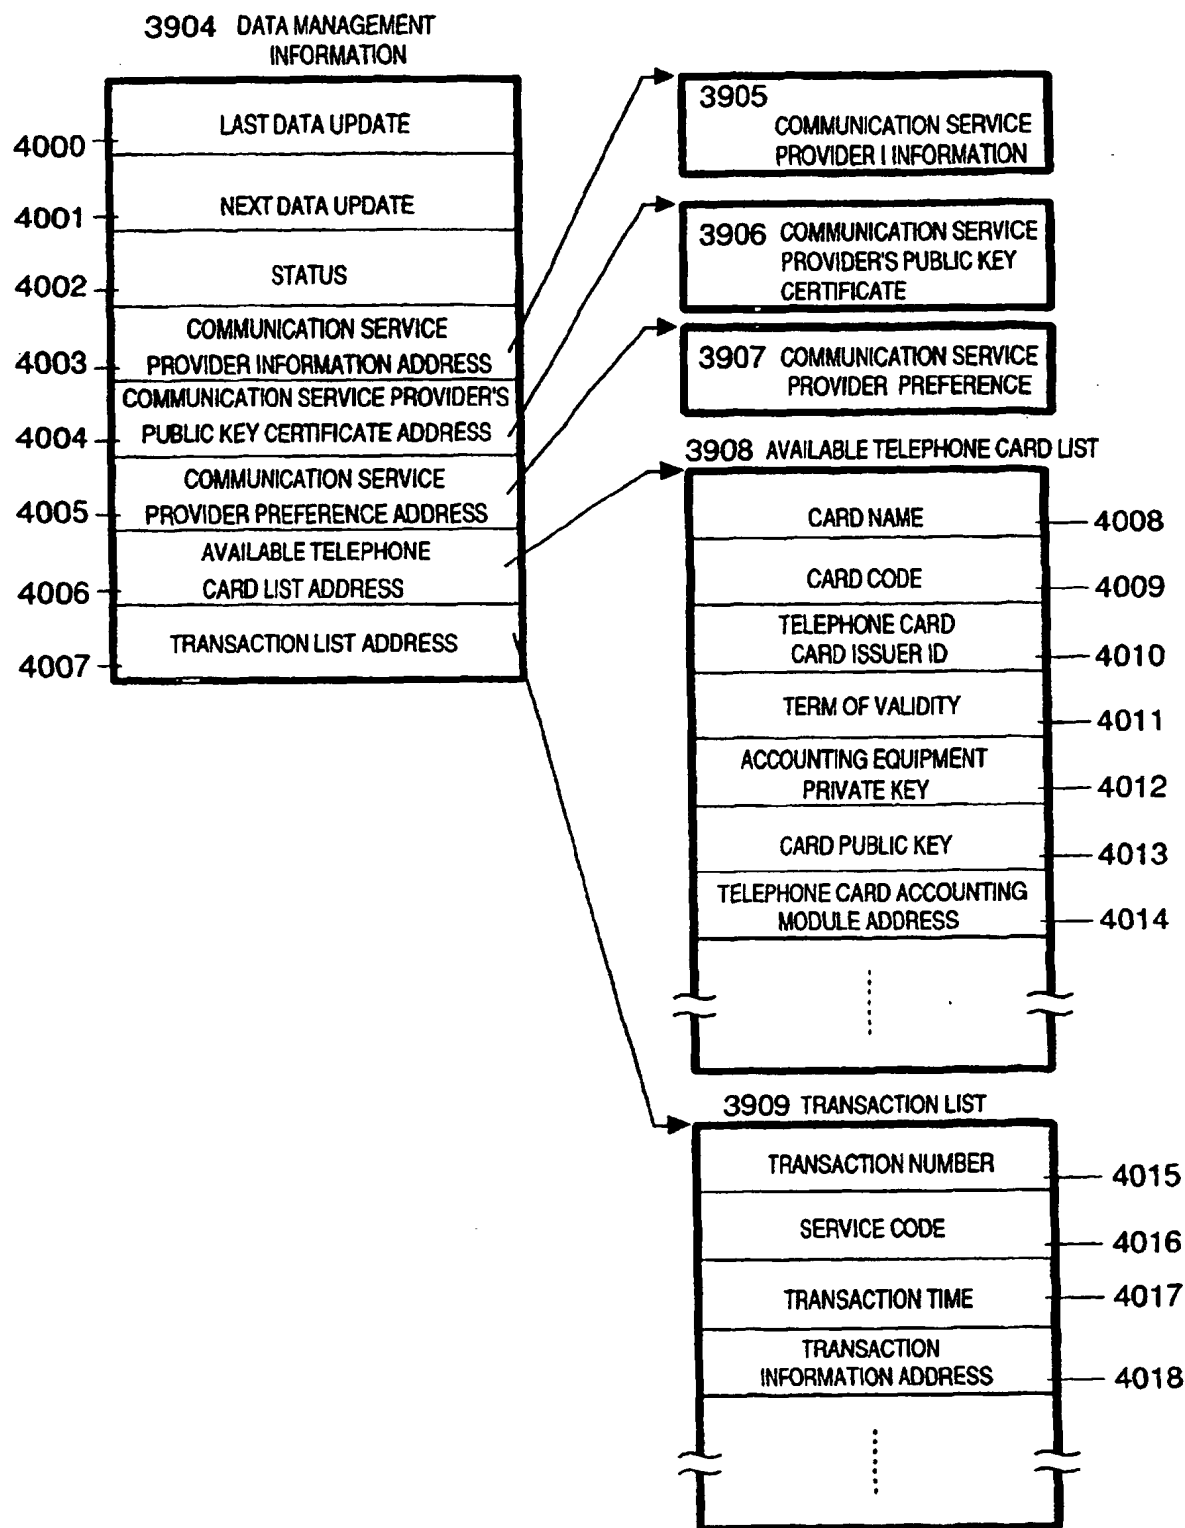 3904 DATA MANAGEMENT
INFORMATION
LAST DATA UPDATE
4000
NEXT DATA UPDATE
4001
STATUS
4002
COMMUNICATION SERVICE
PROVIDER INFORMATION ADDRESS
4003
COMMUNICATION SERVICE PROVIDER'S
PUBLIC KEY CERTIFICATE ADDRESS
4004
COMMUNICATION SERVICE
PROVIDER PREFERENCE ADDRESS
4005
AVAILABLE TELEPHONE
CARD LIST ADDRESS
4006
TRANSACTION LIST ADDRESS
4007
3905
COMMUNICATION SERVICE
PROVIDER I INFORMATION
3906 COMMUNICATION SERVICE
PROVIDER'S PUBLIC KEY
CERTIFICATE
3907 COMMUNICATION SERVICE
PROVIDER PREFERENCE
3908 AVAILABLE TELEPHONE CARD LIST
CARD NAME 4008
CARD CODE 4009
TELEPHONE CARD
CARD ISSUER ID 4010
TERM OF VALIDITY 4011
ACCOUNTING EQUIPMENT
PRIVATE KEY 4012
CARD PUBLIC KEY 4013
TELEPHONE CARD ACCOUNTING
MODULE ADDRESS 4014
3909 TRANSACTION LIST
TRANSACTION NUMBER 4015
SERVICE CODE 4016
TRANSACTION TIME 4017
TRANSACTION
INFORMATION ADDRESS 4018